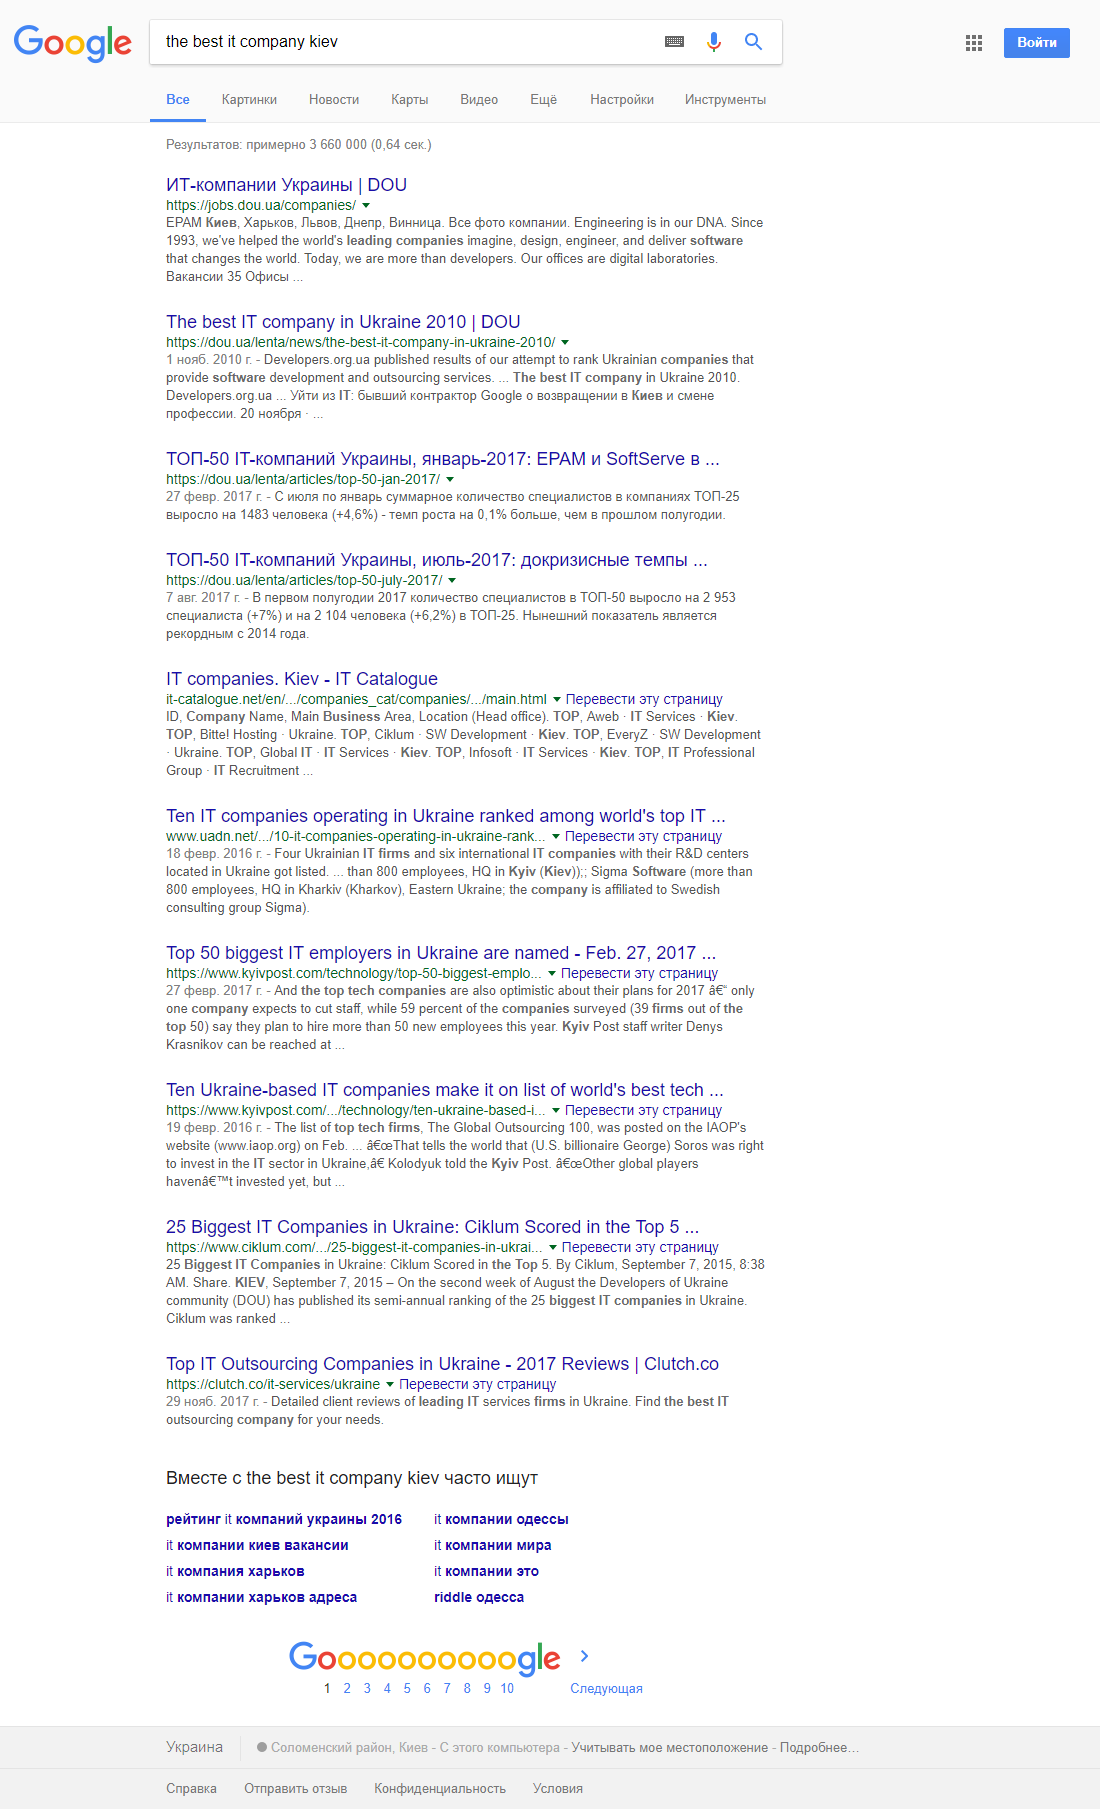 Google
the best it company kiev
Войти
Все Картинки Новости Карты Видео Ещё Настройки Инструменты
Результатов: примерно 3 660 000 (0,64 сек.)
ИТ-компании Украины | DOU
https://jobs.dou.ua/companies/
EPAM Киев, Харьков, Львов, Днепр, Винница. Все фото компании. Engineering is in our DNA. Since
1993, we've helped the world's leading companies imagine, design, engineer, and deliver software
that changes the world. Today, we are more than developers. Our offices are digital laboratories.
Вакансии 35 Офисы ...
The best IT company in Ukraine 2010 | DOU
https://dou.ua/lenta/news/the-best-it-company-in-ukraine-2010/
1 нояб. 2010 г. - Developers.org.ua published results of our attempt to rank Ukrainian companies that
provide software development and outsourcing services. ... The best IT company in Ukraine 2010.
Developers.org.ua ... Уйти из IT: бывший контрактор Google о возвращении в Киев и смене
профессии. 20 ноября · ...
ТОП-50 IT-компаний Украины, январь-2017: EPAM и SoftServe в ...
https://dou.ua/lenta/articles/top-50-jan-2017/
27 февр. 2017 г. - С июля по январь суммарное количество специалистов в компаниях ТОП-25
выросло на 1483 человека (+4,6%) - темп роста на 0,1% больше, чем в прошлом полугодии.
ТОП-50 IT-компаний Украины, июль-2017: докризисные темпы ...
https://dou.ua/lenta/articles/top-50-july-2017/
7 авг. 2017 г. - В первом полугодии 2017 количество специалистов в ТОП-50 выросло на 2 953
специалиста (+7%) и на 2 104 человека (+6,2%) в ТОП-25. Нынешний показатель является
рекордным с 2014 года.
IT companies. Kiev - IT Catalogue
it-catalogue.net/en/.../companies_cat/companies/.../main.html Перевести эту страницу
ID, Company Name, Main Business Area, Location (Head office). TOP, Aweb · IT Services · Kiev.
TOP, Bitte! Hosting · Ukraine. TOP, Ciklum · SW Development · Kiev. TOP, EveryZ · SW Development
· Ukraine. TOP, Global IT · IT Services · Kiev. TOP, Infosoft · IT Services · Kiev. TOP, IT Professional
Group · IT Recruitment ...
Ten IT companies operating in Ukraine ranked among world's top IT ...
www.uadn.net/.../10-it-companies-operating-in-ukraine-rank... Перевести эту страницу
18 февр. 2016 г. - Four Ukrainian IT firms and six international IT companies with their R&D centers
located in Ukraine got listed. ... than 800 employees, HQ in Kyiv (Kiev));; Sigma Software (more than
800 employees, HQ in Kharkiv (Kharkov), Eastern Ukraine; the company is affiliated to Swedish
consulting group Sigma).
Top 50 biggest IT employers in Ukraine are named - Feb. 27, 2017 ...
https://www.kyivpost.com/technology/top-50-biggest-emplo... Перевести эту страницу
27 февр. 2017 г. - And the top tech companies are also optimistic about their plans for 2017 â€“ only
one company expects to cut staff, while 59 percent of the companies surveyed (39 firms out of the
top 50) say they plan to hire more than 50 new employees this year. Kyiv Post staff writer Denys
Krasnikov can be reached at ...
Ten Ukraine-based IT companies make it on list of world's best tech ...
https://www.kyivpost.com/.../technology/ten-ukraine-based-i... Перевести эту страницу
19 февр. 2016 г. - The list of top tech firms, The Global Outsourcing 100, was posted on the IAOP's
website (www.iaop.org) on Feb. ... â€œThat tells the world that (U.S. billionaire George) Soros was right
to invest in the IT sector in Ukraine,â€ Kolodyuk told the Kyiv Post. â€œOther global players
havenâ€™t invested yet, but ...
25 Biggest IT Companies in Ukraine: Ciklum Scored in the Top 5 ...
https://www.ciklum.com/.../25-biggest-it-companies-in-ukrai... Перевести эту страницу
25 Biggest IT Companies in Ukraine: Ciklum Scored in the Top 5. By Ciklum, September 7, 2015, 8:38
AM. Share. KIEV, September 7, 2015 – On the second week of August the Developers of Ukraine
community (DOU) has published its semi-annual ranking of the 25 biggest IT companies in Ukraine.
Ciklum was ranked ...
Top IT Outsourcing Companies in Ukraine - 2017 Reviews | Clutch.co
https://clutch.co/it-services/ukraine Перевести эту страницу
29 нояб. 2017 г. - Detailed client reviews of leading IT services firms in Ukraine. Find the best IT
outsourcing company for your needs.
Вместе с the best it company kiev часто ищут
рейтинг it компаний украины 2016 it компании одессы
it компании киев вакансии it компании мира
it компания харьков it компании это
it компании харьков адреса riddle одесса
Goooooooooogle
1 2 3 4 5 6 7 8 9 10 Следующая
Украина Соломенский район, Киев - С этого компьютера - Учитывать мое местоположение - Подробнее…
Справка Отправить отзыв Конфиденциальность Условия